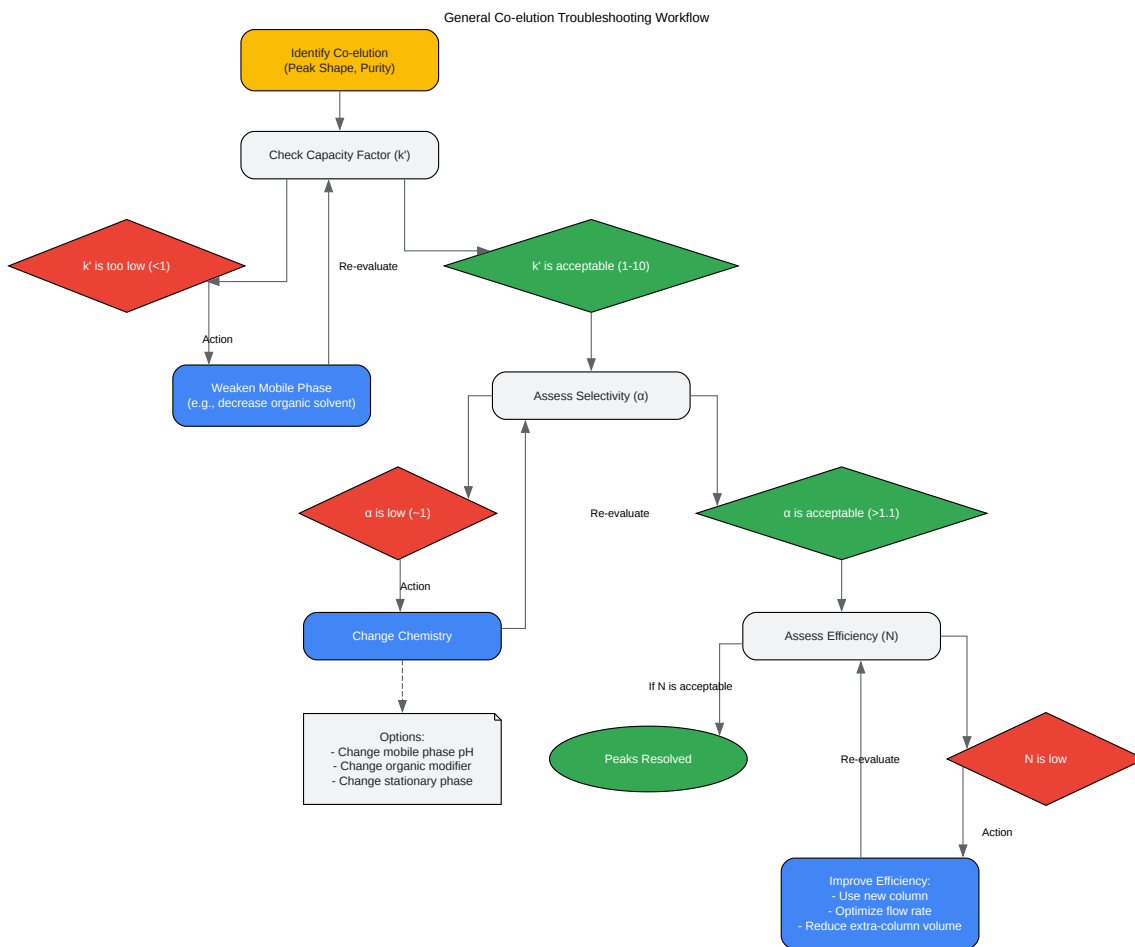 General Co-elution Troubleshooting Workflow
Identify Co-elution
(Peak Shape, Purity)
Check Capacity Factor (k')
k' is too low (<1)
Re-evaluate
k' is acceptable (1-10)
Action
Weaken Mobile Phase
(e.g., decrease organic solvent)
Assess Selectivity (α)
α is low (~1)
Re-evaluate
α is acceptable (>1.1)
Action
Change Chemistry
Assess Efficiency (N)
If N is acceptable
Options:
- Change mobile phase pH
- Change organic modifier
- Change stationary phase
Peaks Resolved
Re-evaluate
N is low
Action
Improve Efficiency:
- Use new column
- Optimize flow rate
- Reduce extra-column volume